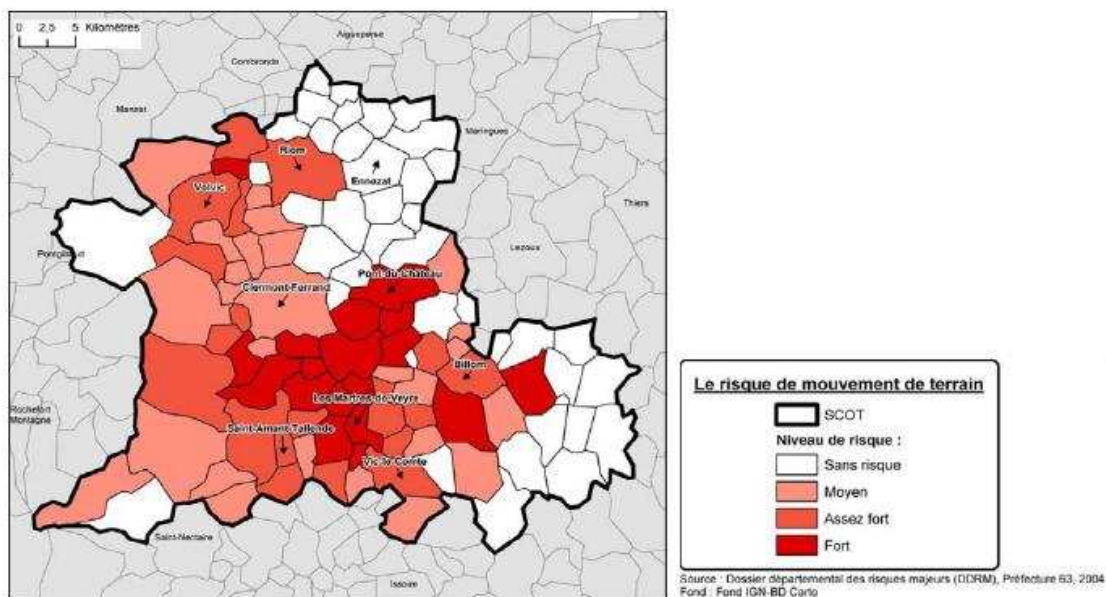 0 2,5 5 Kilomètres
Aigueperse
Combronde
Manzat
Maringues
Riom
Ennezat
Volvic
Thiers
Lezoux
Pont-du-Château
Clermont-Ferrand
Billom
Les Martres-de-Veyre
Rochefort
Montagne
Saint-Amant-Tallende
Vic-le-Comte
Saint-Nectaire
Issoire
Le risque de mouvement de terrain
SCOT
Niveau de risque :
Sans risque
Moyen
Assez fort
Fort
Source : Dossier départemental des risques majeurs (DDRM), Préfecture 63, 2004
Fond : Fond IGN-BD Carto